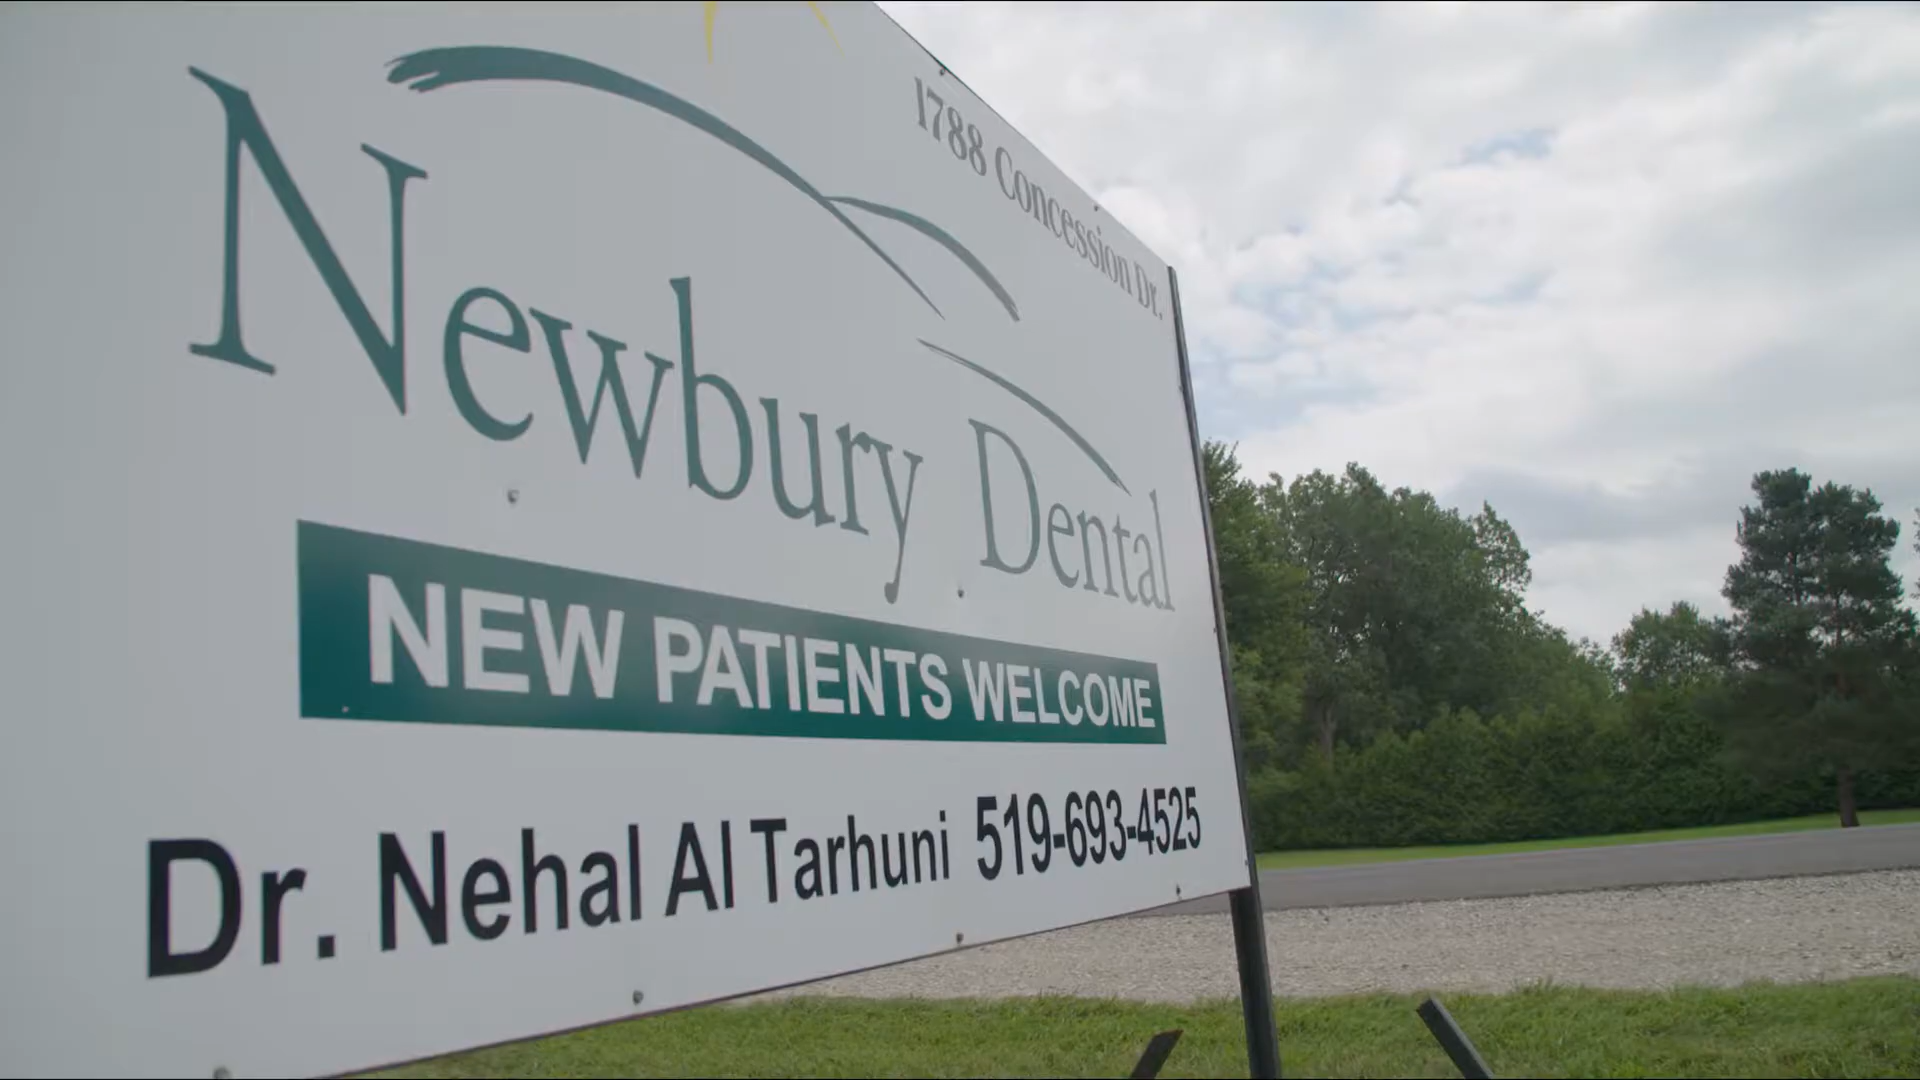 1788 Concession Dr.
Newbury Dental
NEW PATIENTS WELCOME
Dr. Nehal Al Tarhuni 519-693-4525